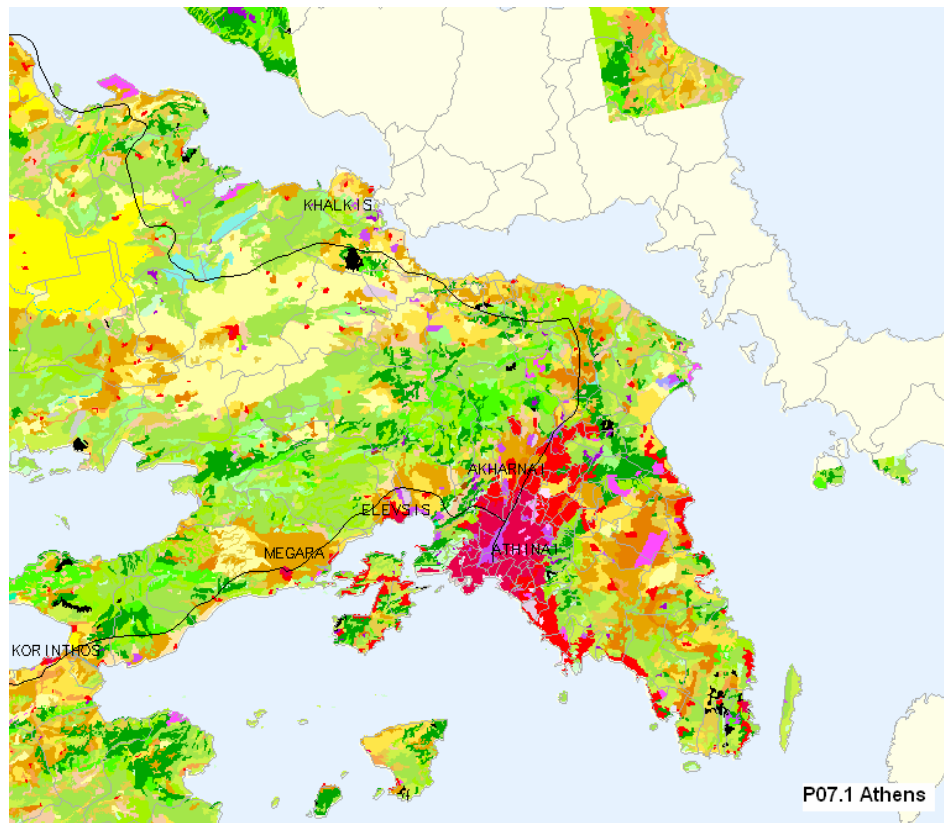 KHALKIS
AKHARNAI
ELEVSIS
ATHINAI
MEGARA
KORINTHOS
P07.1 Athens